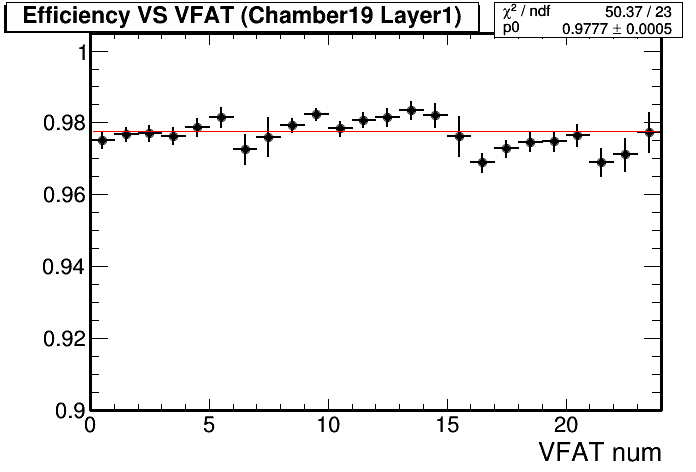 Efficiency VS VFAT (Chamber19 Layer1)
χ² / ndf 50.37 / 23
p0 0.9777 ± 0.0005
1
0.98
0.96
0.94
0.92
0.9
0 5 10 15 20
VFAT num